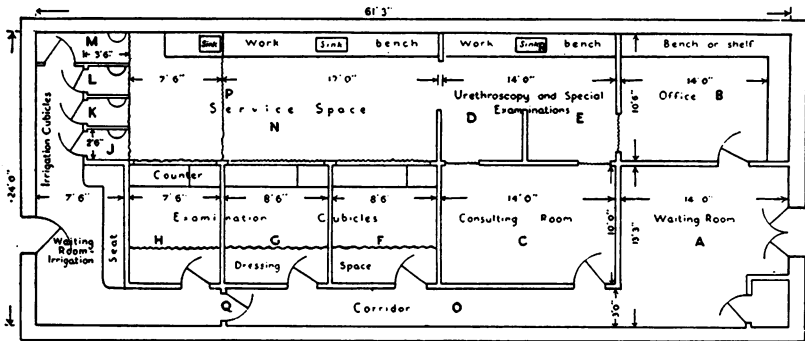 61'3"
M
3'6"
Sink
Work
Sink
bench
Work
Sink
bench
Bench or shelf
L
7'6"
17'0"
14'0"
14'0"
P
Service Space
Urethroscopy and Special
Examinations
Office
B
K
N
D
E
10'6"
2'6"
J
Irrigation Cubicles
24'0"
Counter
7'6"
7'6"
8'6"
8'6
14'0"
14'0"
Examination Cubicles
Consulting Room
10'0"
Waiting Room
Waiting
Room
Irrigation
Seat
H
G
F
C
A
13'3"
Dressing Space
Q
Corridor
O
3'0"